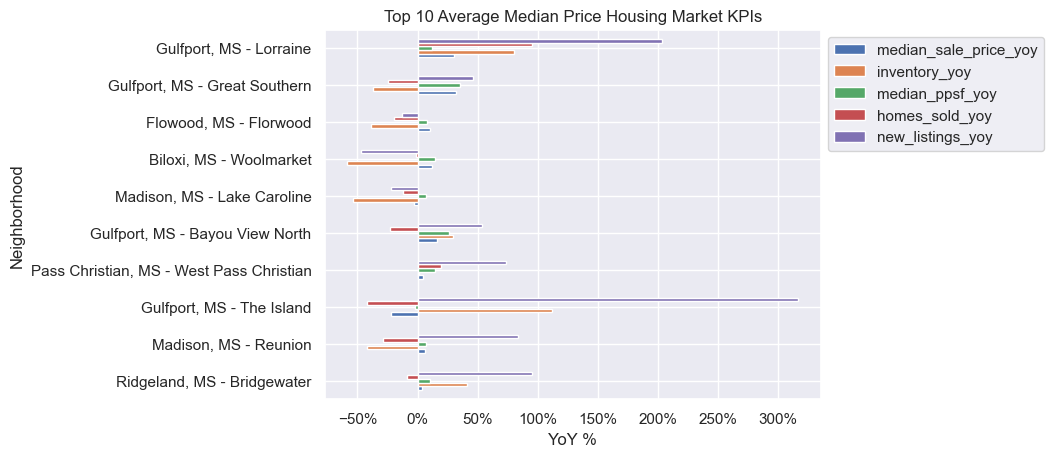 Top 10 Average Median Price Housing Market KPIs
Neighborhood
Gulfport, MS - Lorraine
Gulfport, MS - Great Southern
Flowood, MS - Florwood
Biloxi, MS - Woolmarket
Madison, MS - Lake Caroline
Gulfport, MS - Bayou View North
Pass Christian, MS - West Pass Christian
Gulfport, MS - The Island
Madison, MS - Reunion
Ridgeland, MS - Bridgewater
−50% 0% 50% 100% 150% 200% 250% 300%
YoY %
median_sale_price_yoy
inventory_yoy
median_ppsf_yoy
homes_sold_yoy
new_listings_yoy